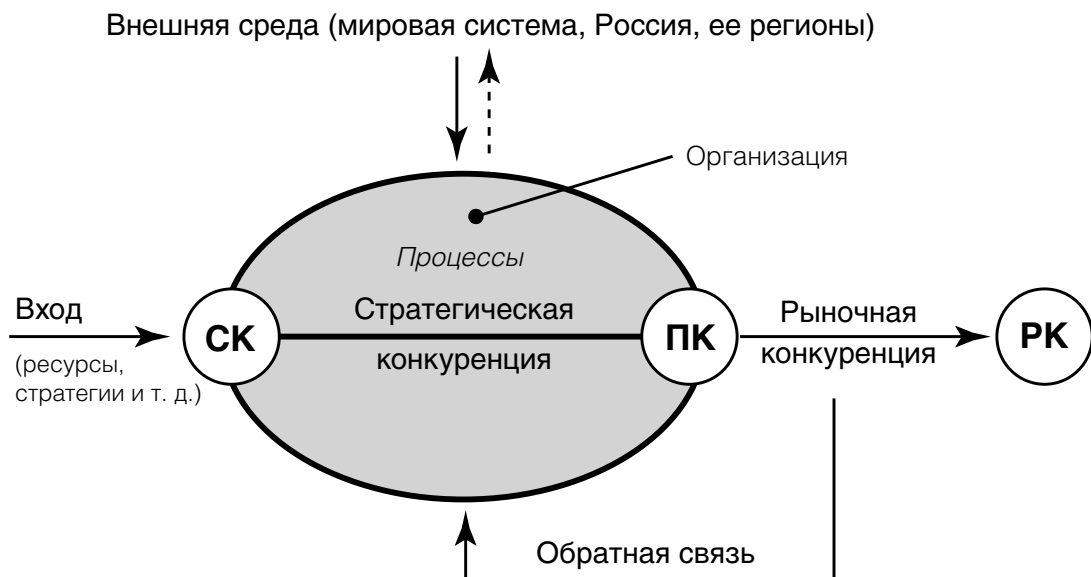 Внешняя среда (мировая система, Россия, ее регионы)
Организация
Процессы
Вход
(ресурсы,
стратегии и т. д.)
СК
Стратегическая
конкуренция
ПК
Рыночная
конкуренция
РК
Обратная связь